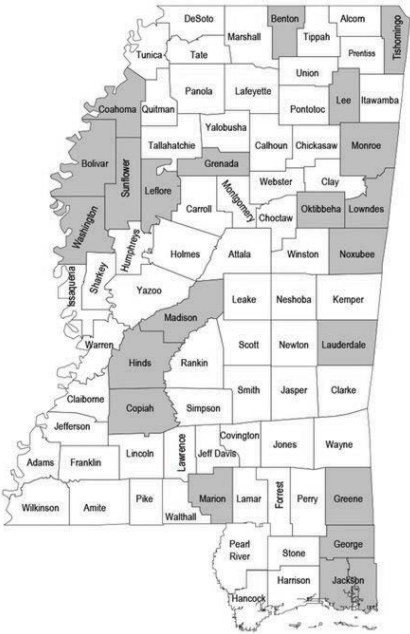 DeSoto
Benton
Alcorn
Tishomingo
Marshall
Tippah
Tunica
Tate
Prentiss
Union
Panola
Lafeyette
Coahoma
Quitman
Pontotoc
Lee
Itawamba
Yalobusha
Bolivar
Sunflower
Tallahatchie
Calhoun
Chickasaw
Monroe
Grenada
Leflore
Webster
Clay
Montgomery
Carroll
Oktibbeha
Lowndes
Choctaw
Washington
Humphreys
Holmes
Attala
Winston
Noxubee
Issaquena
Sharkey
Yazoo
Leake
Neshoba
Kemper
Madison
Warren
Scott
Newton
Lauderdale
Hinds
Rankin
Smith
Jasper
Clarke
Claiborne
Copiah
Simpson
Jefferson
Covington
Lawrence
Jeff Davis
Jones
Wayne
Lincoln
Adams
Franklin
Marion
Lamar
Forrest
Perry
Greene
Wilkinson
Amite
Pike
Walthall
Pearl
River
George
Stone
Harrison
Jackson
Hancock